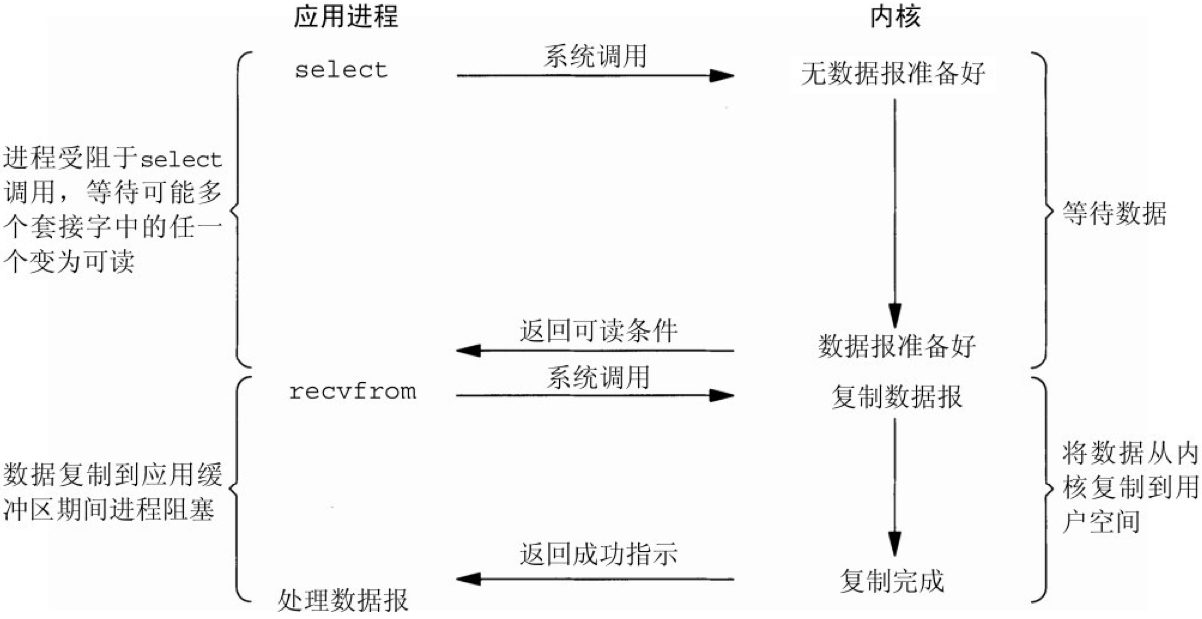 应用进程
内核
select
系统调用
无数据报准备好
进程受阻于select
调用，等待可能多
个套接字中的任一
个变为可读
等待数据
返回可读条件
数据报准备好
recvfrom
系统调用
复制数据报
数据复制到应用缓
冲区期间进程阻塞
将数据从内
核复制到用
户空间
返回成功指示
复制完成
处理数据报